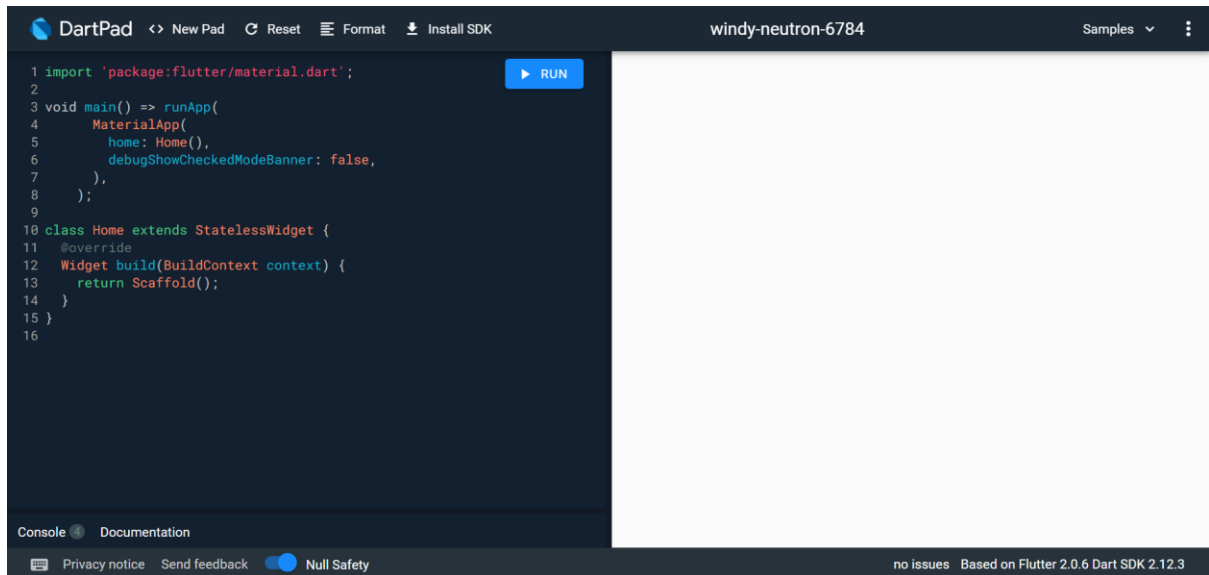 DartPad <> New Pad Reset Format Install SDK windy-neutron-6784 Samples
RUN
1 import 'package:flutter/material.dart';
2
3 void main() => runApp(
4 MaterialApp(
5 home: Home(),
6 debugShowCheckedModeBanner: false,
7 ),
8 );
9
10 class Home extends StatelessWidget {
11 @override
12 Widget build(BuildContext context) {
13 return Scaffold();
14 }
15 }
16
Console 4 Documentation
Privacy notice Send feedback Null Safety no issues Based on Flutter 2.0.6 Dart SDK 2.12.3